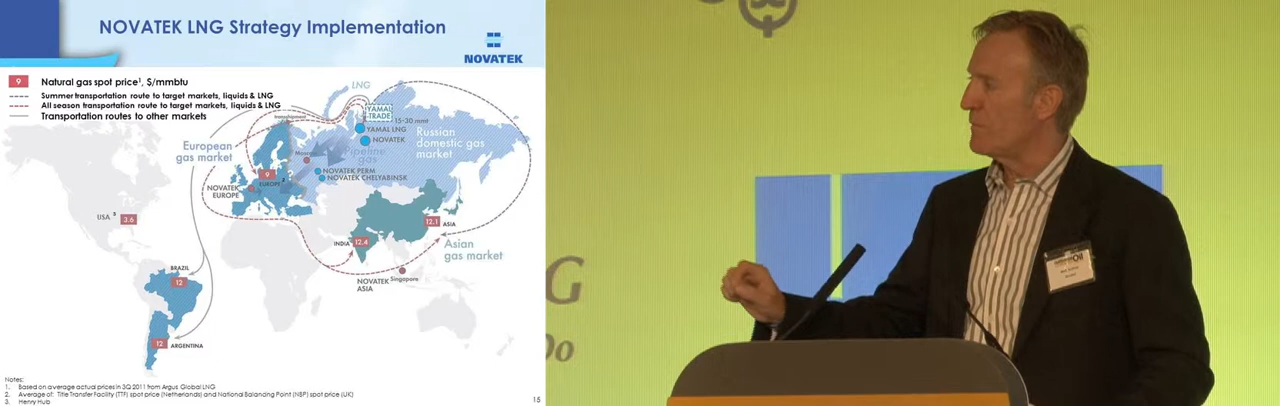 NOVATEK LNG Strategy Implementation
NOVATEK
9 Natural gas spot price¹, $/mmbtu
Summer transportation route to target markets, liquids & LNG
All season transportation route to target markets, liquids & LNG
Transportation routes to other markets
LNG
YAMAL
TRADE
transshipment
15-30 mmt
YAMAL LNG
NOVATEK
Russian
domestic gas
market
European
gas market
Moscow
Pipeline
gas
NOVATEK PERM
NOVATEK CHELYABINSK
9
EUROPE 2
NOVATEK
EUROPE
USA 3
3.6
12.1 ASIA
INDIA 12.4
Asian
gas market
BRAZIL
12
NOVATEK
ASIA
Singapore
12 ARGENTINA
Notes:
1. Based on average actual prices in 3Q 2011 from Argus Global LNG
2. Average of: Title Transfer Facility (TTF) spot price (Netherlands) and National Balancing Point (NBP) spot price (UK)
3. Henry Hub
15
G
Do
Oil